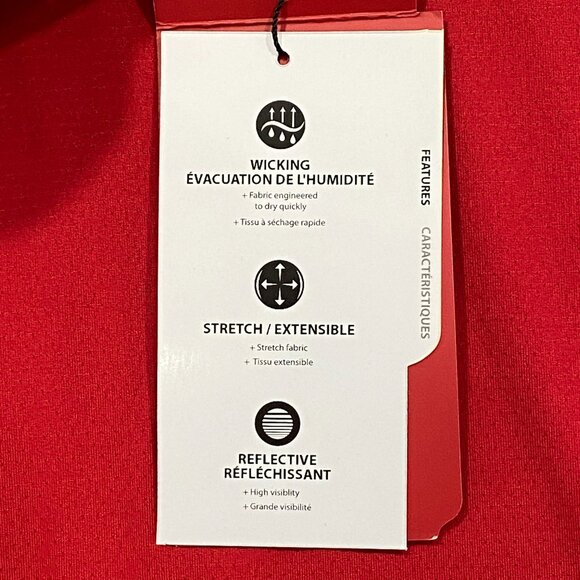 WICKING
ÉVACUATION DE L'HUMIDITÉ
+ Fabric engineered
to dry quickly
+ Tissu à séchage rapide
STRETCH / EXTENSIBLE
+ Stretch fabric
+ Tissu extensible
REFLECTIVE
RÉFLÉCHISSANT
+ High visiblity
+ Grande visibilité
FEATURES CARACTÉRISTIQUES